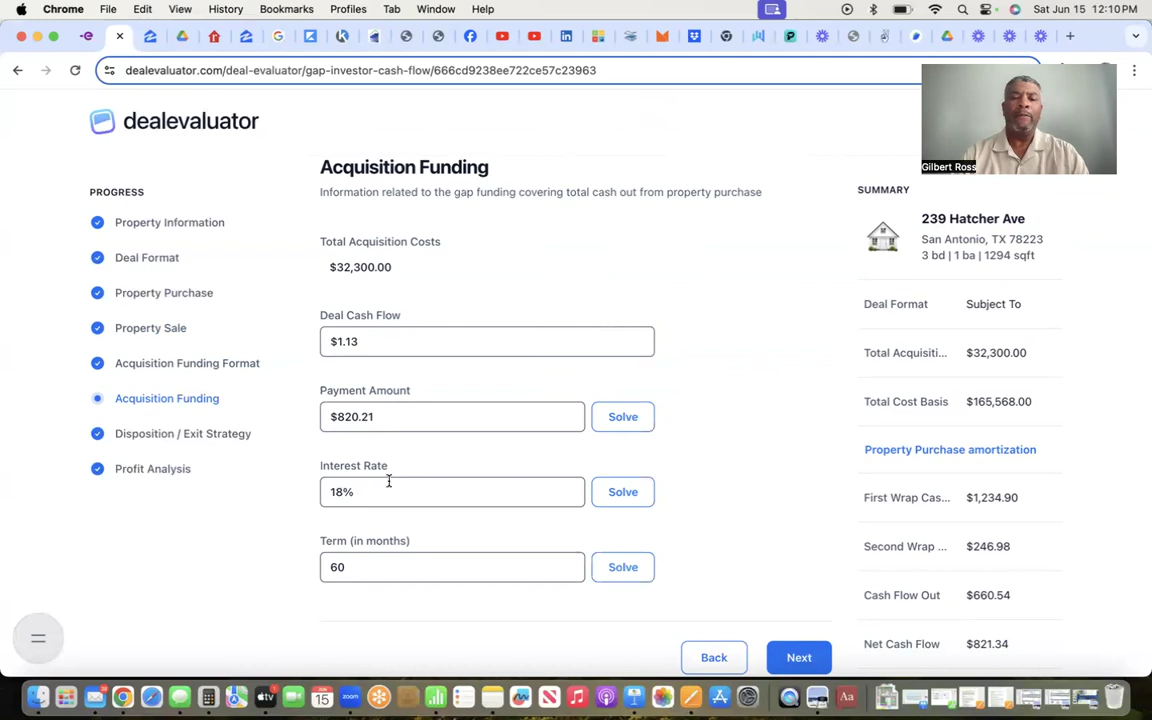 Chrome File Edit View History Bookmarks Profiles Tab Window Help Sat Jun 15 12:10 PM
dealevaluator.com/deal-evaluator/gap-investor-cash-flow/666cd9238ee722ce57c23963
Gilbert Ross
dealevaluator
PROGRESS
Property Information
Deal Format
Property Purchase
Property Sale
Acquisition Funding Format
Acquisition Funding
Disposition / Exit Strategy
Profit Analysis
Acquisition Funding
Information related to the gap funding covering total cash out from property purchase
Total Acquisition Costs
$32,300.00
Deal Cash Flow
$1.13
Payment Amount
$820.21 Solve
Interest Rate
18% Solve
Term (in months)
60 Solve
Back Next
SUMMARY
239 Hatcher Ave
San Antonio, TX 78223
3 bd | 1 ba | 1294 sqft
Deal Format Subject To
Total Acquisiti... $32,300.00
Total Cost Basis $165,568.00
Property Purchase amortization
First Wrap Cas... $1,234.90
Second Wrap ... $246.98
Cash Flow Out $660.54
Net Cash Flow $821.34